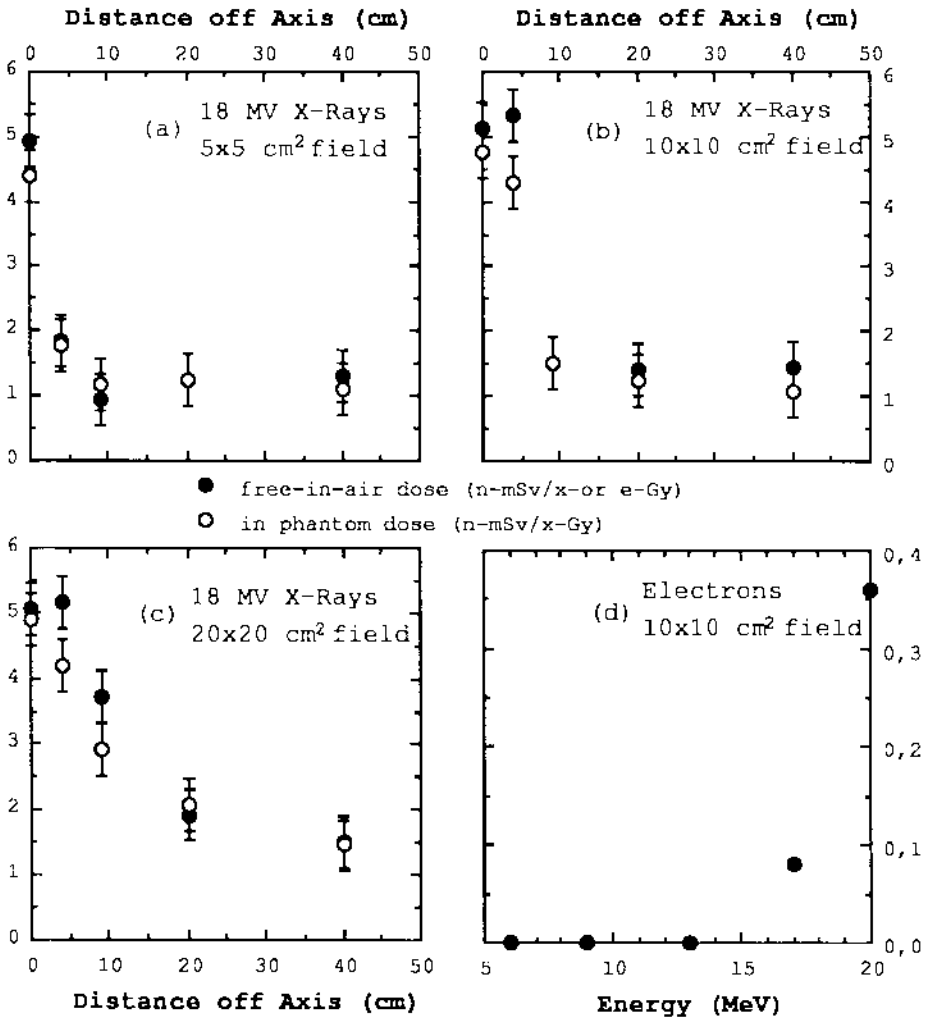 Distance off Axis (cm)
0 10 20 30 40 50
6
5
4
3
2
1
0
(a)
18 MV X-Rays
5x5 cm² field
Distance off Axis (cm)
0 10 20 30 40 50
(b)
18 MV X-Rays
10x10 cm² field
6
5
4
3
2
1
0
● free-in-air dose (n-mSv/x-or e-Gy)
○ in phantom dose (n-mSv/x-Gy)
6
5
4
3
2
1
0
(c)
18 MV X-Rays
20x20 cm² field
0 10 20 30 40 50
Distance off Axis (cm)
(d)
Electrons
10x10 cm² field
0,4
0,3
0,2
0,1
0,0
5 10 15 20
Energy (MeV)